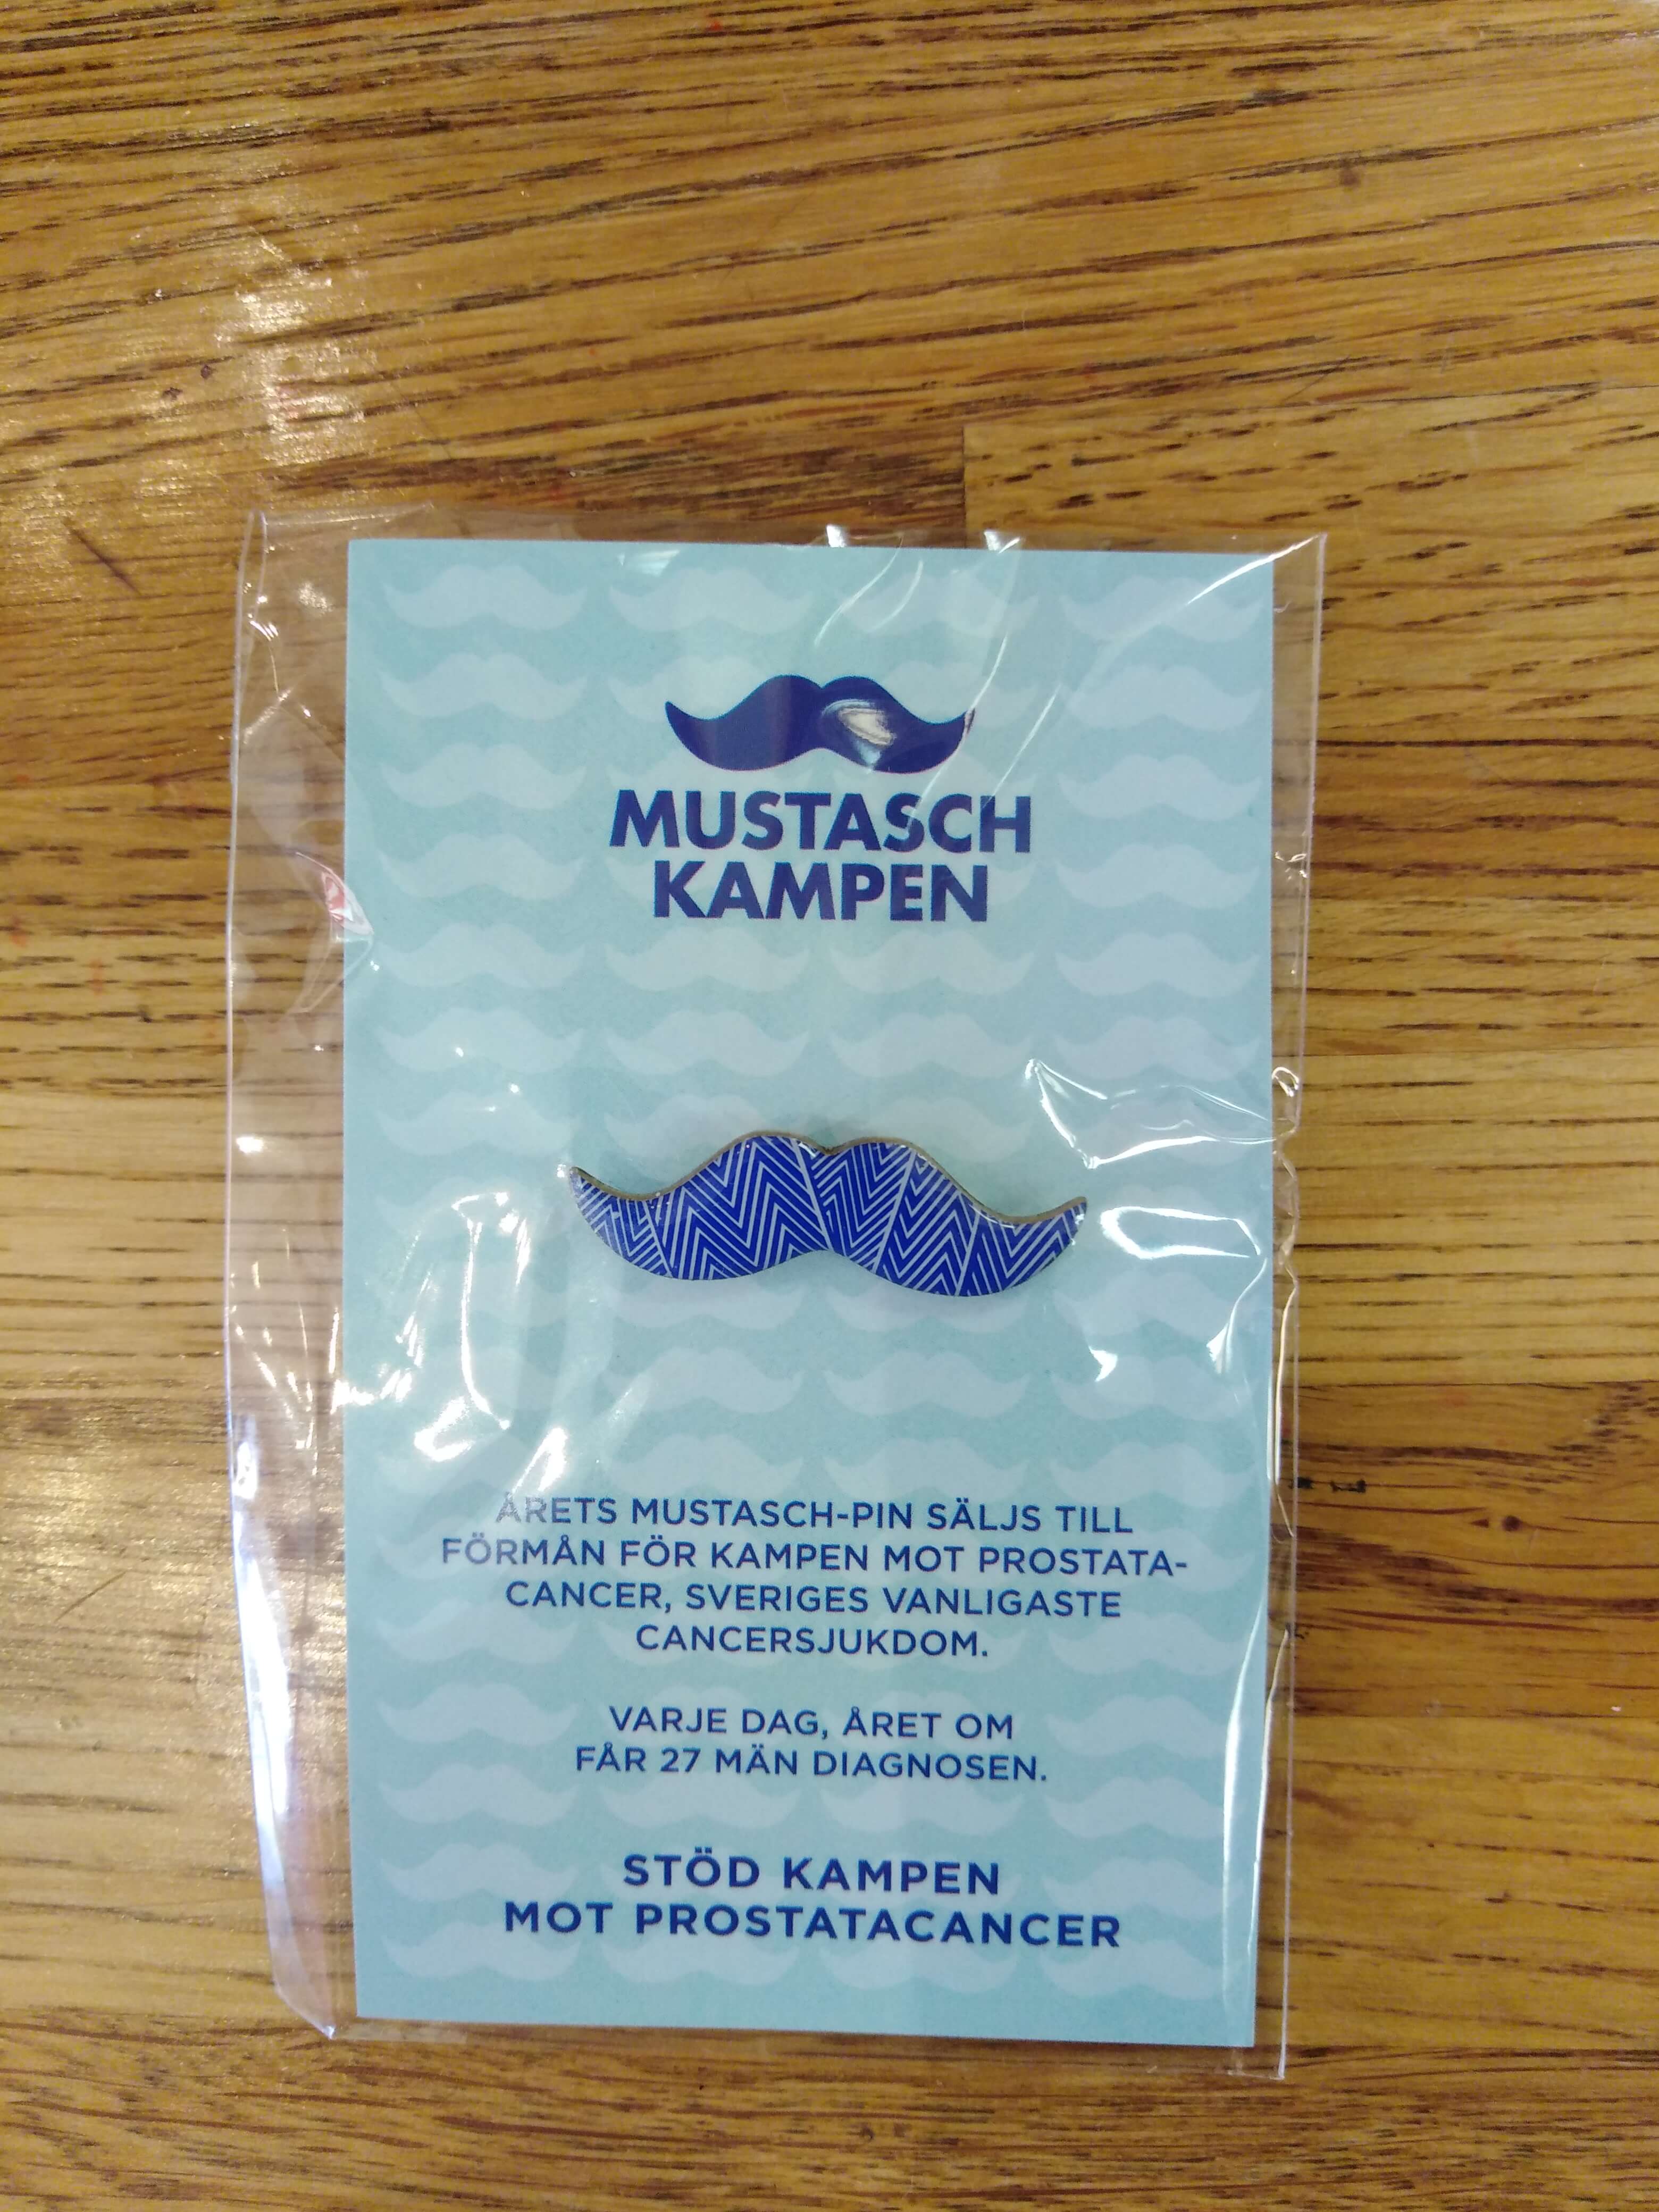 MUSTASCH
KAMPEN
ÅRETS MUSTASCH-PIN SÄLJS TILL
FÖRMÅN FÖR KAMPEN MOT PROSTATA-
CANCER, SVERIGES VANLIGASTE
CANCERSJUKDOM.
VARJE DAG, ÅRET OM
FÅR 27 MÄN DIAGNOSEN.
STÖD KAMPEN
MOT PROSTATACANCER